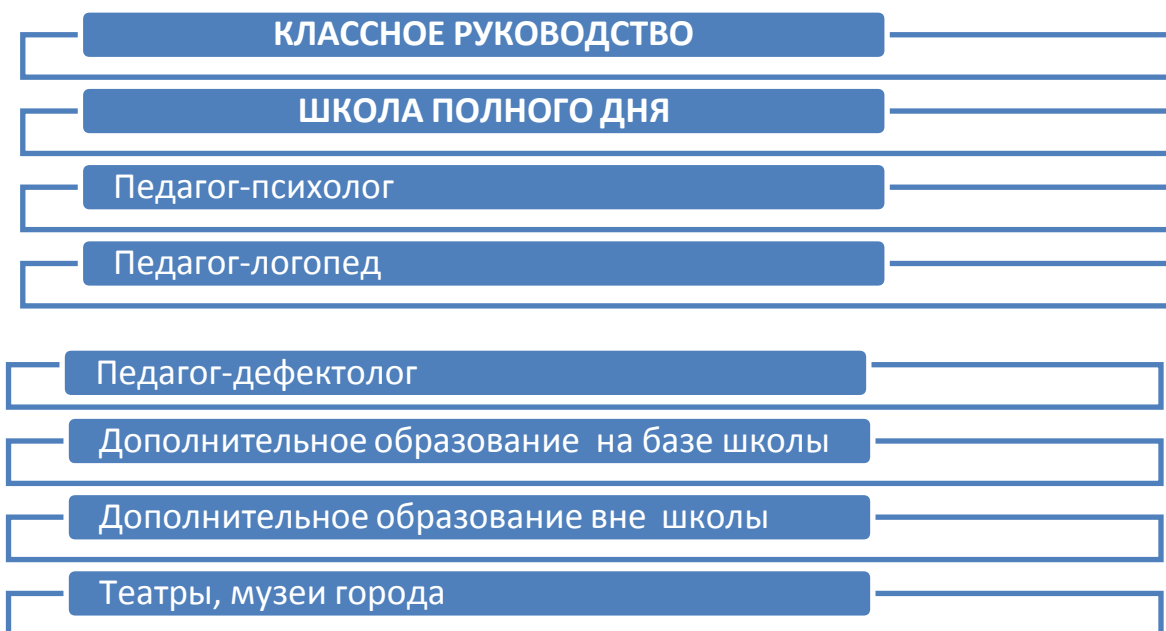 КЛАССНОЕ РУКОВОДСТВО
ШКОЛА ПОЛНОГО ДНЯ
Педагог-психолог
Педагог-логопед
Педагог-дефектолог
Дополнительное образование на базе школы
Дополнительное образование вне школы
Театры, музеи города